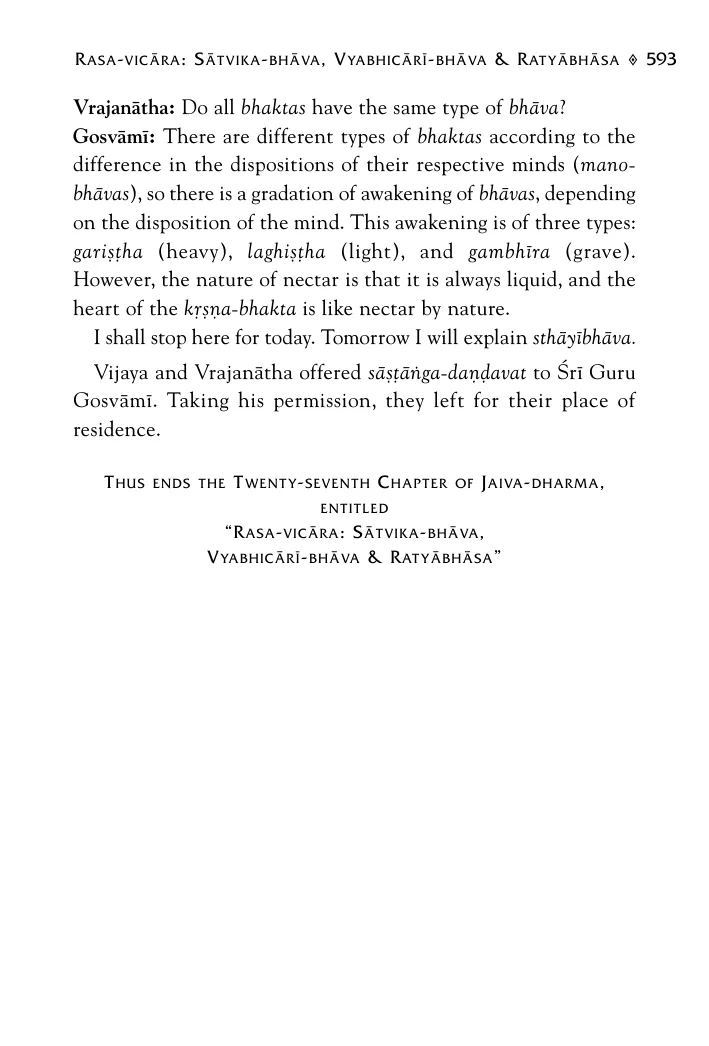 Rasa-vicāra: Sātvika-bhāva, Vyabhicārī-bhāva & Ratyābhāsa ◊ 593
Vrajanātha: Do all bhaktas have the same type of bhāva?
Gosvāmī: There are different types of bhaktas according to the
difference in the dispositions of their respective minds (mano-
bhāvas), so there is a gradation of awakening of bhāvas, depending
on the disposition of the mind. This awakening is of three types:
gariṣṭha (heavy), laghiṣṭha (light), and gambhīra (grave).
However, the nature of nectar is that it is always liquid, and the
heart of the kṛṣṇa-bhakta is like nectar by nature.
I shall stop here for today. Tomorrow I will explain sthāyībhāva.
Vijaya and Vrajanātha offered sāṣṭāṅga-daṇḍavat to Śrī Guru
Gosvāmī. Taking his permission, they left for their place of
residence.
Thus ends the Twenty-seventh Chapter of Jaiva-dharma,
entitled
“Rasa-vicāra: Sātvika-bhāva,
Vyabhicārī-bhāva & Ratyābhāsa”